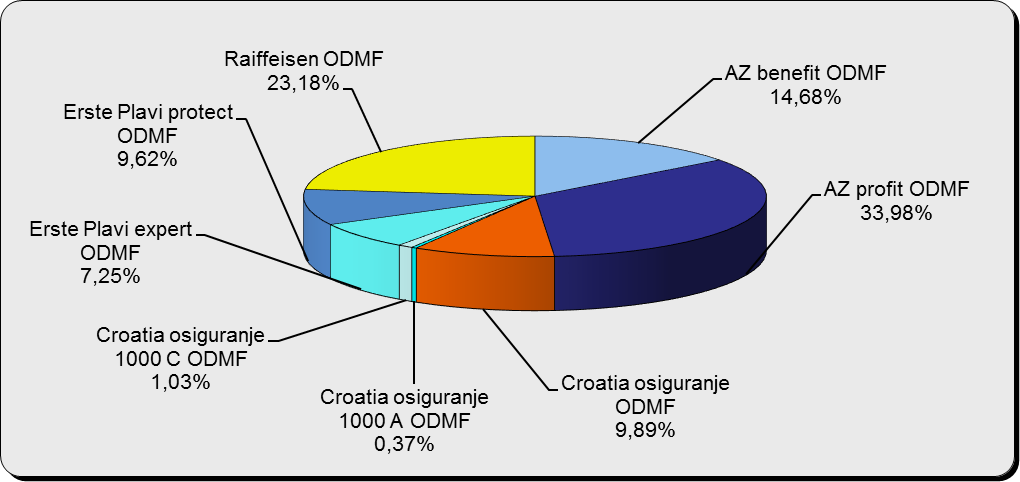 Raiffeisen ODMF
23,18%
AZ benefit ODMF
14,68%
Erste Plavi protect
ODMF
9,62%
AZ profit ODMF
33,98%
Erste Plavi expert
ODMF
7,25%
Croatia osiguranje
1000 C ODMF
1,03%
Croatia osiguranje
1000 A ODMF
0,37%
Croatia osiguranje
ODMF
9,89%